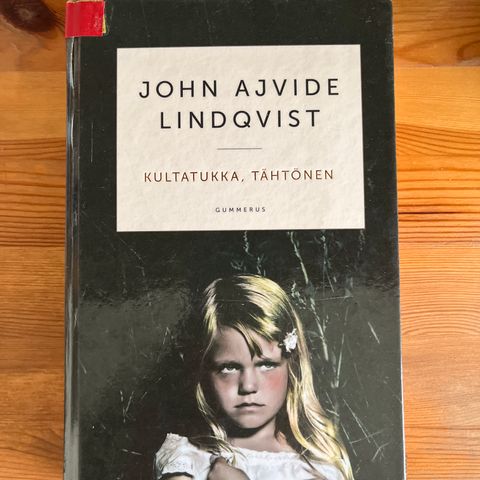 JOHN AJVIDE
LINDQVIST
KULTATUKKA, TÄHTÖNEN
GUMMERUS